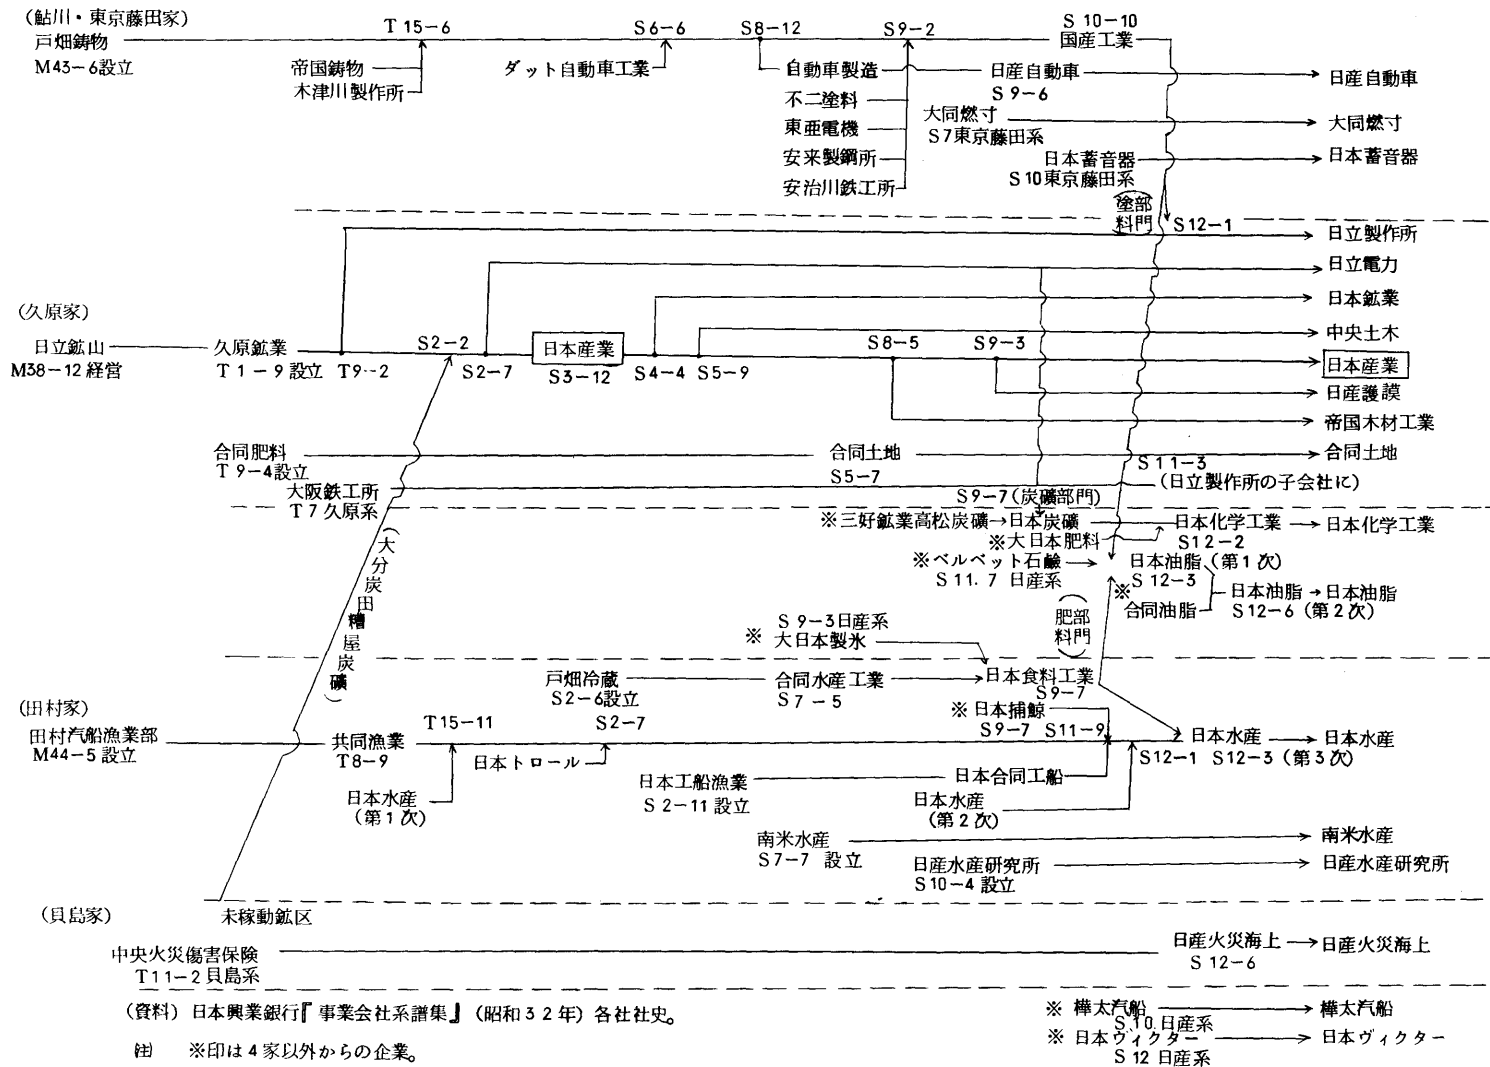 (鮎川・東京藤田家)
戸畑鋳物
M43-6設立
T15-6
帝国鋳物
木津川製作所
S6-6
ダット自動車工業
S8-12
自動車製造
不二塗料
東亜電機
安来製鋼所
安治川鉄工所
S9-2
日産自動車
S9-6
大同燃寸
S7東京藤田系
日本蓄音器
S10東京藤田系
S10-10
国産工業
日産自動車
大同燃寸
日本蓄音器
(塗料部門)
S12-1
日立製作所
日立電力
日本鉱業
中央土木
(久原家)
日立鉱山
M38-12経営
久原鉱業
T1-9設立
T9-2
S2-2
S2-7
日本産業
S3-12
S4-4
S5-9
S8-5
S9-3
日本産業
日産護謨
帝国木材工業
合同肥料
T9-4設立
合同土地
S5-7
S11-3
合同土地
大阪鉄工所
T7久原系
(日立製作所の子会社に)
S9-7(炭礦部門)
※三好鉱業高松炭礦→日本炭礦
日本化学工業
S12-2
日本化学工業
※大日本肥料
※ベルベット石鹸
S11.7 日産系
日本油脂(第1次)
S12-3
※
合同油脂
日本油脂→日本油脂
S12-6(第2次)
(大分炭田糟屋炭礦)
(肥料部門)
S9-3日産系
※大日本製氷
戸畑冷蔵
S2-6設立
合同水産工業
S7-5
日本食料工業
S9-7
(田村家)
田村汽船漁業部
M44-5設立
共同漁業
T8-9
T15-11
日本水産
(第1次)
日本トロール
S2-7
日本工船漁業
S2-11設立
※日本捕鯨
S9-7
S11-9
日本合同工船
日本水産
(第2次)
S12-1
日本水産
S12-3(第3次)
日本水産
南米水産
S7-7 設立
南米水産
日産水産研究所
S10-4設立
日産水産研究所
(貝島家)
未稼動鉱区
中央火災傷害保険
T11-2貝島系
日産火災海上
S12-6
日産火災海上
(資料) 日本興業銀行『事業会社系譜集』(昭和32年)各社社史。
注 ※印は4家以外からの企業。
※ 樺太汽船
S10.日産系
樺太汽船
※ 日本ヴィクター
S12日産系
日本ヴィクター